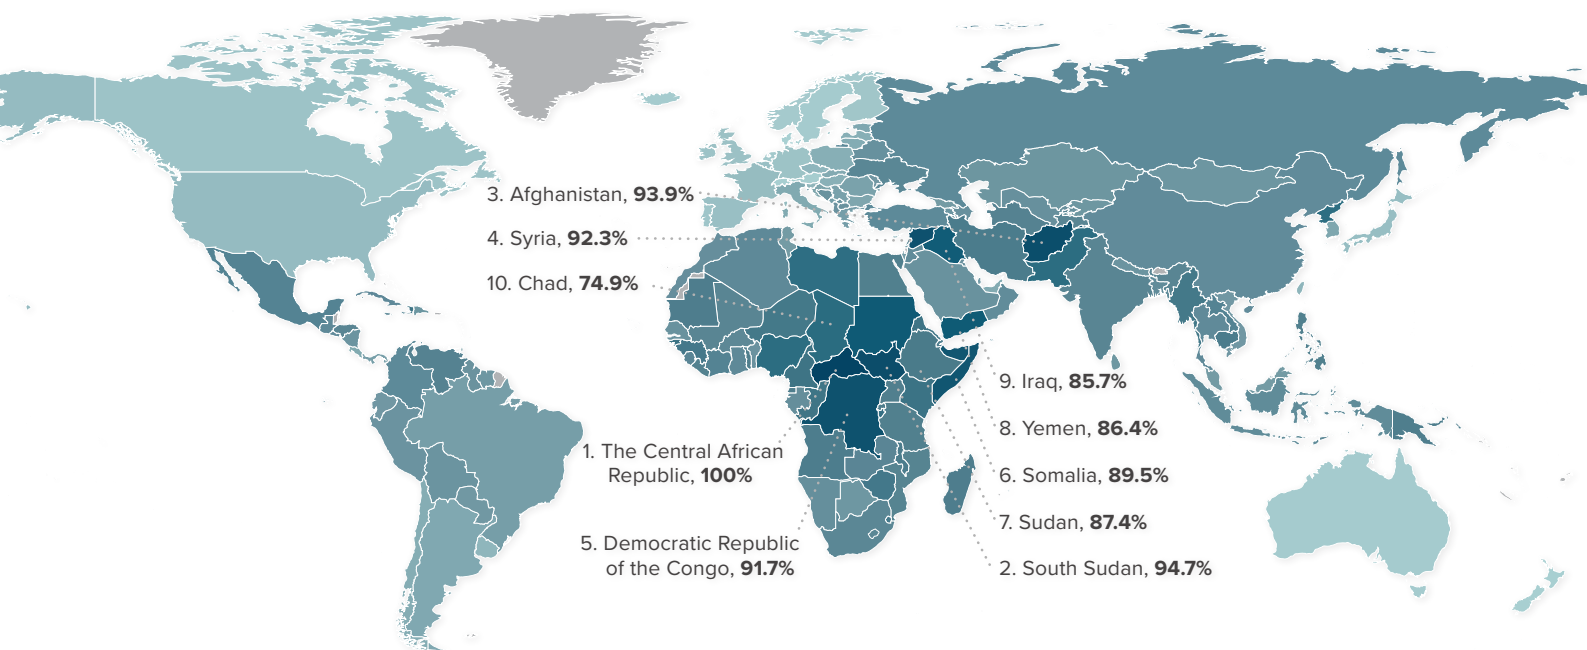 3. Afghanistan, 93.9%
4. Syria, 92.3%
10. Chad, 74.9%
1. The Central African
Republic, 100%
5. Democratic Republic
of the Congo, 91.7%
9. Iraq, 85.7%
8. Yemen, 86.4%
6. Somalia, 89.5%
7. Sudan, 87.4%
2. South Sudan, 94.7%